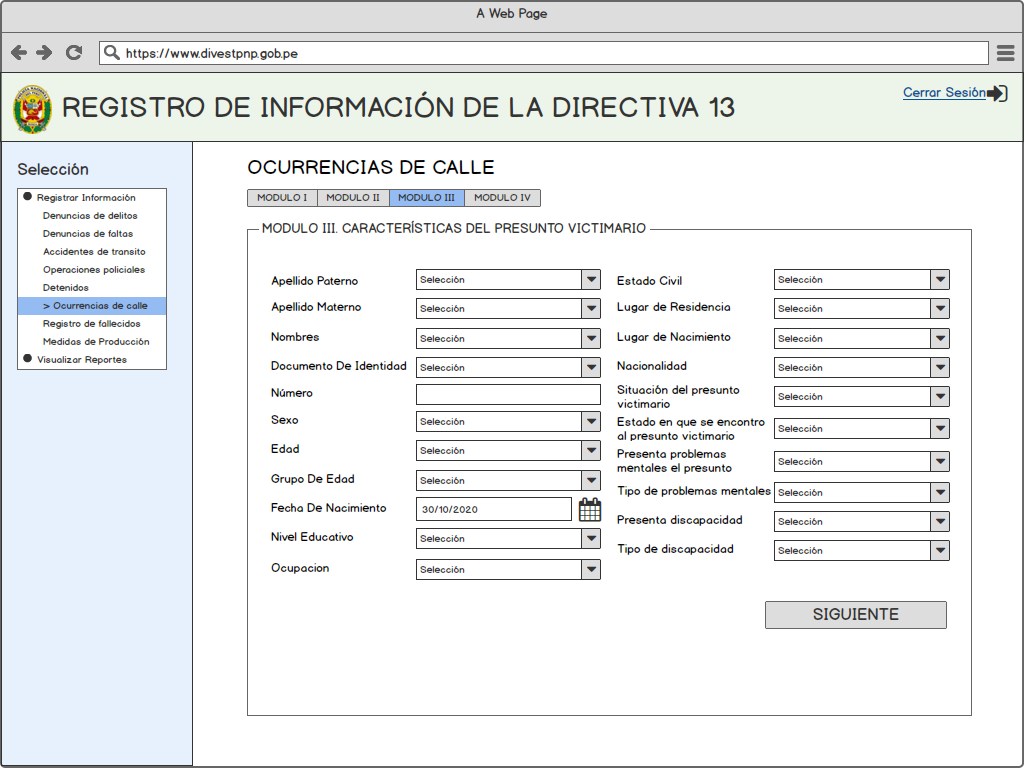 A Web Page
https://www.divestpnp.gob.pe
REGISTRO DE INFORMACIÓN DE LA DIRECTIVA 13
Cerrar Sesión
Selección
Registrar Información
Denuncias de delitos
Denuncias de faltas
Accidentes de transito
Operaciones policiales
Detenidos
> Ocurrencias de calle
Registro de fallecidos
Medidas de Producción
Visualizar Reportes
OCURRENCIAS DE CALLE
MODULO I MODULO II MODULO III MODULO IV
MODULO III. CARACTERÍSTICAS DEL PRESUNTO VICTIMARIO
Apellido Paterno Selección
Apellido Materno Selección
Nombres Selección
Documento De Identidad Selección
Número
Sexo Selección
Edad Selección
Grupo De Edad Selección
Fecha De Nacimiento 30/10/2020
Nivel Educativo Selección
Ocupacion Selección
Estado Civil Selección
Lugar de Residencia Selección
Lugar de Nacimiento Selección
Nacionalidad Selección
Situación del presunto
victimario Selección
Estado en que se encontro
al presunto victimario Selección
Presenta problemas
mentales el presunto Selección
Tipo de problemas mentales Selección
Presenta discapacidad Selección
Tipo de discapacidad Selección
SIGUIENTE